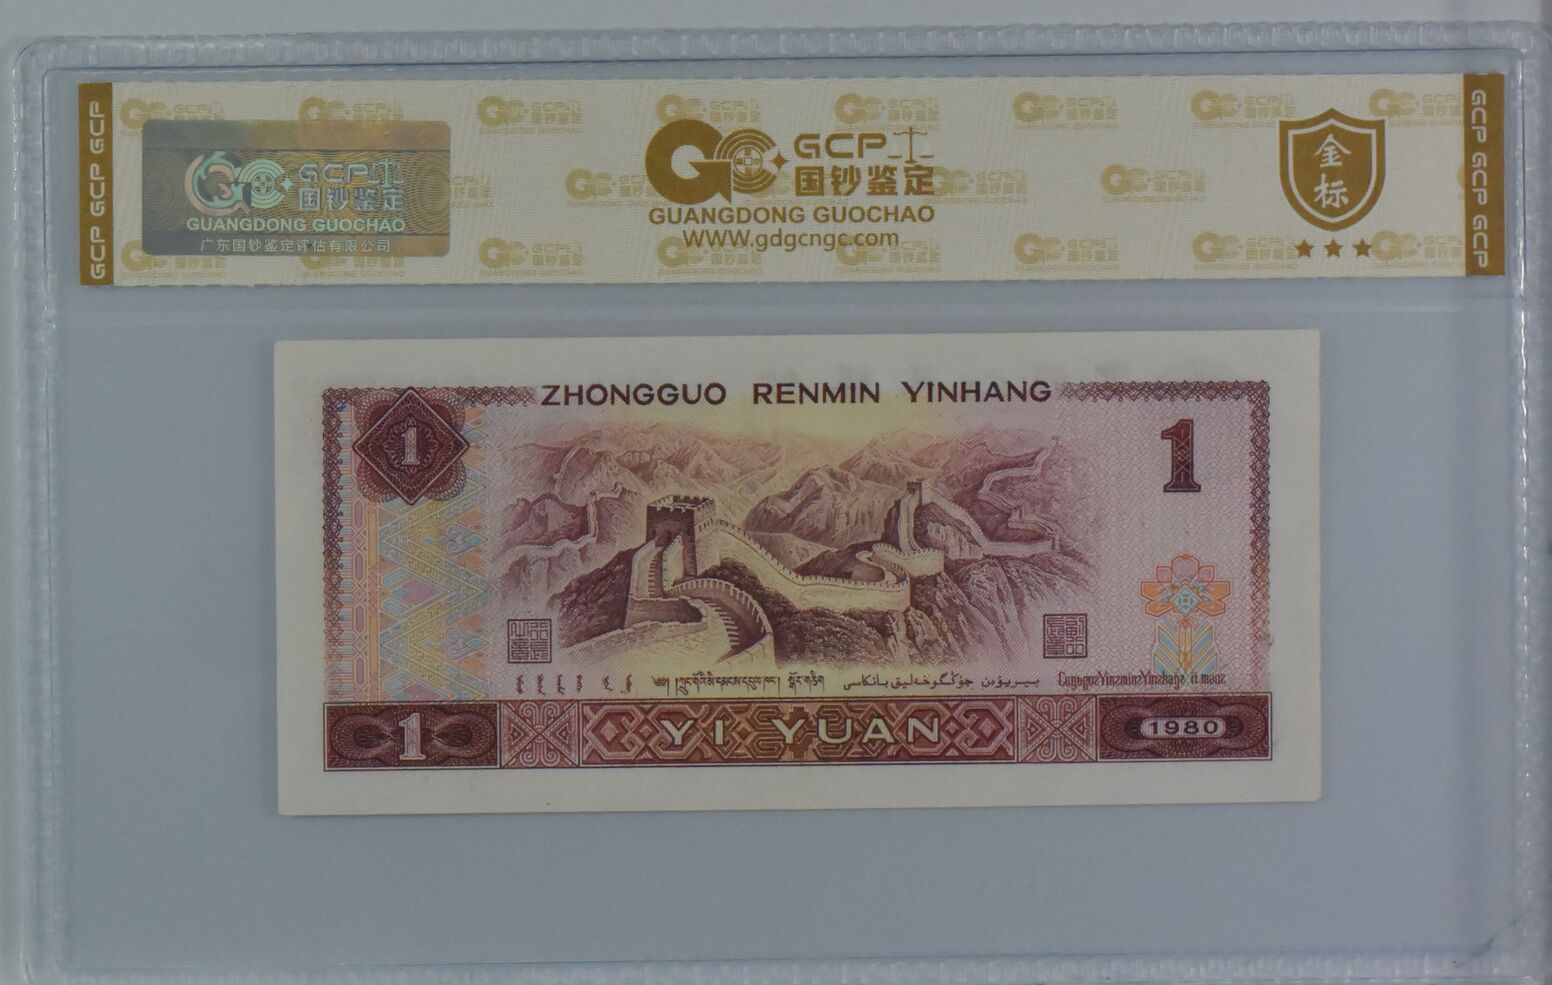 GCP GCP GCP
GCP
国钞鉴定
GUANGDONG GUOCHAO
广东国钞鉴定评估有限公司
GCP
国钞鉴定
GUANGDONG GUOCHAO
WWW.gdgcngc.com
金标
GCP GCP GCP
ZHONGGUO RENMIN YINHANG
1
1
1
YI YUAN
1980